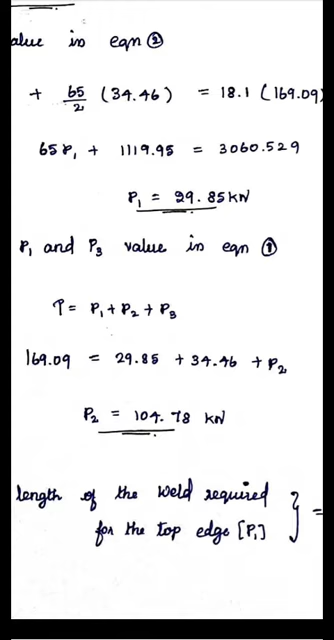 alue in eqn ②
+ 65/2 (34.46) = 18.1 (169.09)
65P₁ + 1119.95 = 3060.529
P₁ = 29.85 KN
P₁ and P₃ value in eqn ①
P = P₁ + P₂ + P₃
169.09 = 29.85 + 34.46 + P₂
P₂ = 104.78 KN
length of the weld required
for the top edge [P₁] } =